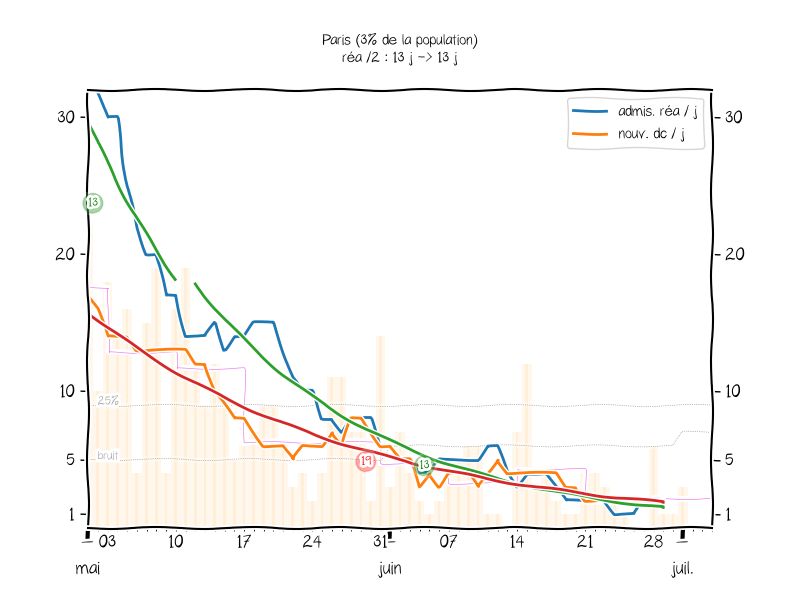 Paris (3% de la population)
réa /2 : 13 j -> 13 j
admis. réa / j
nouv. dc / j
30
30
13
20
20
25%
10
10
bruit
19
13
5
5
1
1
03
10
17
24
31
07
14
21
28
mai
juin
juil.